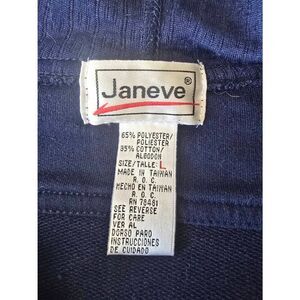 Janeve®
65% POLYESTER/
POLIESTER
35% COTTON/
ALGODON
SIZE/TALLE: L
MADE IN TAIWAN
R. O. C.
HECHO EN TAIWAN
R. O. C.
RN 78481
SEE REVERSE
FOR CARE
VER AL
DORSO PARO
INSTRUCCIONES
DE CUIDADO